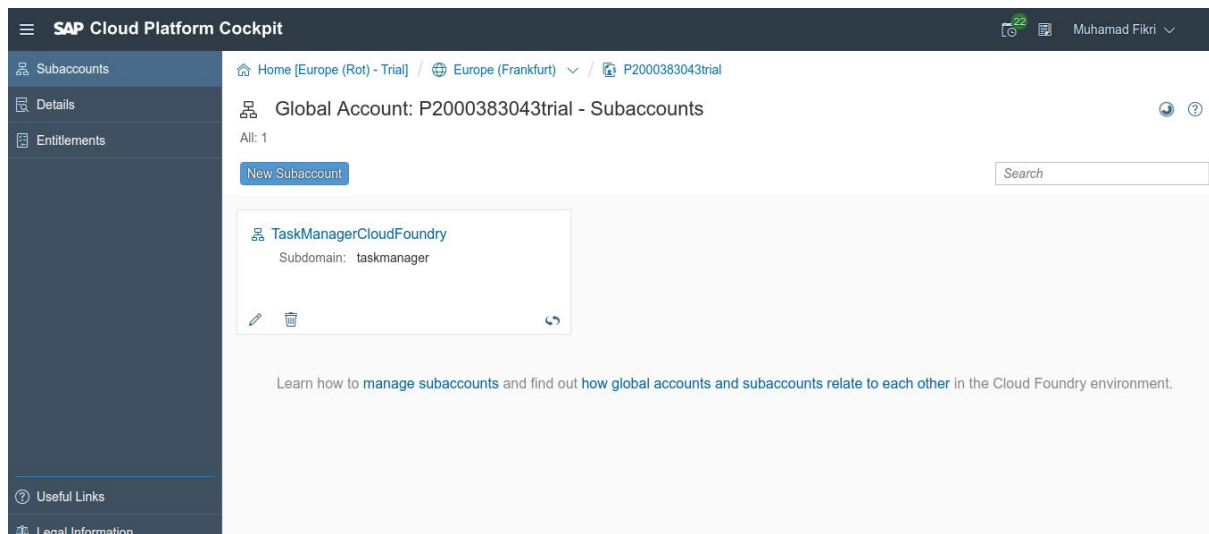 SAP Cloud Platform Cockpit
22
Muhamad Fikri
Subaccounts
Details
Entitlements
Useful Links
Legal Information
Home [Europe (Rot) - Trial] / Europe (Frankfurt) / P2000383043trial
Global Account: P2000383043trial - Subaccounts
All: 1
New Subaccount
Search
TaskManagerCloudFoundry
Subdomain: taskmanager
Learn how to manage subaccounts and find out how global accounts and subaccounts relate to each other in the Cloud Foundry environment.